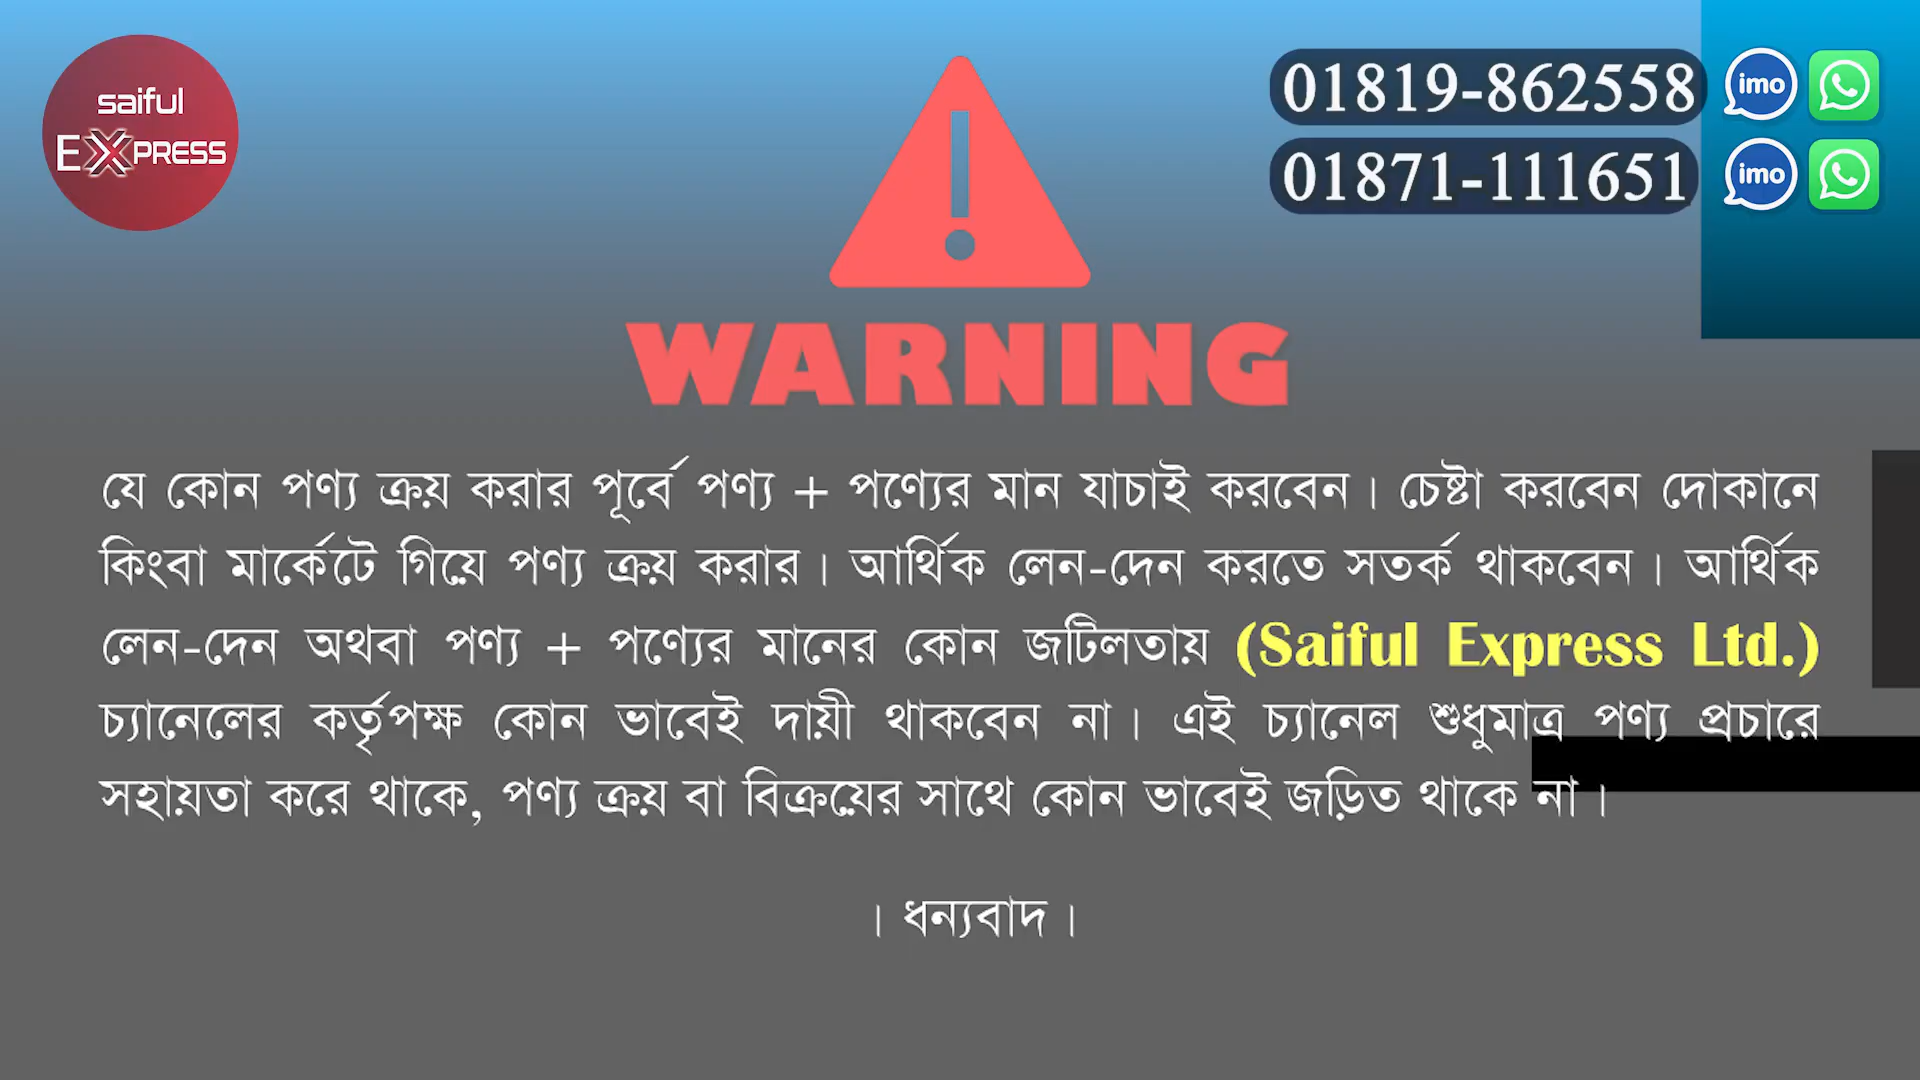 saiful
EXPRESS
01819-862558
imo
01871-111651
imo
WARNING
যে কোন পণ্য ক্রয় করার পূর্বে পণ্য + পণ্যের মান যাচাই করবেন। চেষ্টা করবেন দোকানে
কিংবা মার্কেটে গিয়ে পণ্য ক্রয় করার। আর্থিক লেন-দেন করতে সতর্ক থাকবেন। আর্থিক
লেন-দেন অথবা পণ্য + পণ্যের মানের কোন জটিলতায় (Saiful Express Ltd.)
চ্যানেলের কর্তৃপক্ষ কোন ভাবেই দায়ী থাকবেন না। এই চ্যানেল শুধুমাত্র পণ্য প্রচারে
সহায়তা করে থাকে, পণ্য ক্রয় বা বিক্রয়ের সাথে কোন ভাবেই জড়িত থাকে না।
। ধন্যবাদ ।